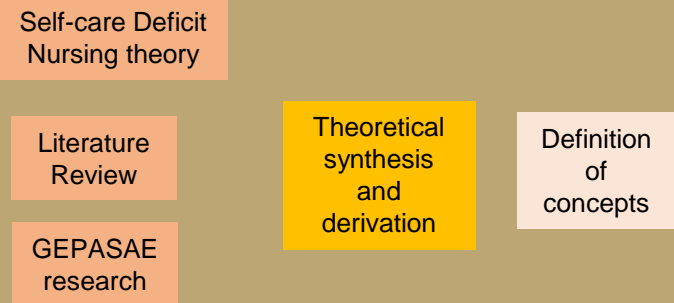 Self-care Deficit
Nursing theory
Literature
Review
GEPASAE
research
Theoretical
synthesis
and
derivation
Definition
of
concepts